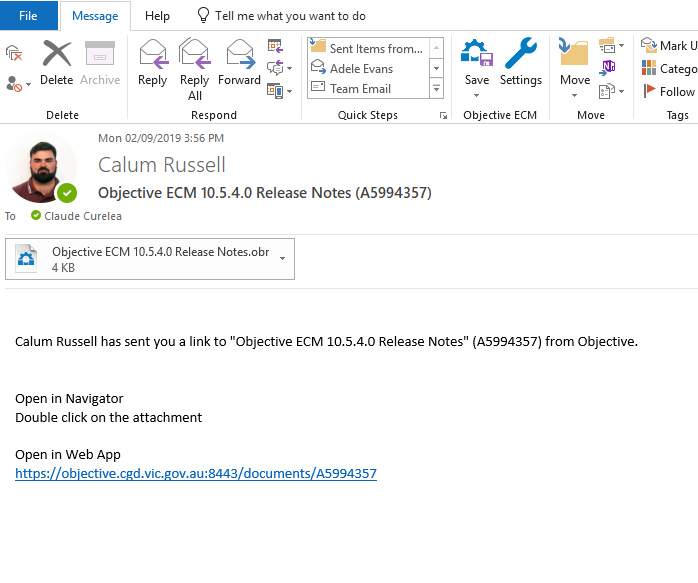 File Message Help Tell me what you want to do
Delete Archive
Reply Reply All Forward
Sent Items from...
Adele Evans
Team Email
Save Settings
Move
Mark U
Catego
Follow
Delete Respond Quick Steps Objective ECM Move Tags
Mon 02/09/2019 3:56 PM
Calum Russell
Objective ECM 10.5.4.0 Release Notes (A5994357)
To Claude Curelea
Objective ECM 10.5.4.0 Release Notes.obr
4 KB
Calum Russell has sent you a link to "Objective ECM 10.5.4.0 Release Notes" (A5994357) from Objective.
Open in Navigator
Double click on the attachment
Open in Web App
https://objective.cgd.vic.gov.au:8443/documents/A5994357